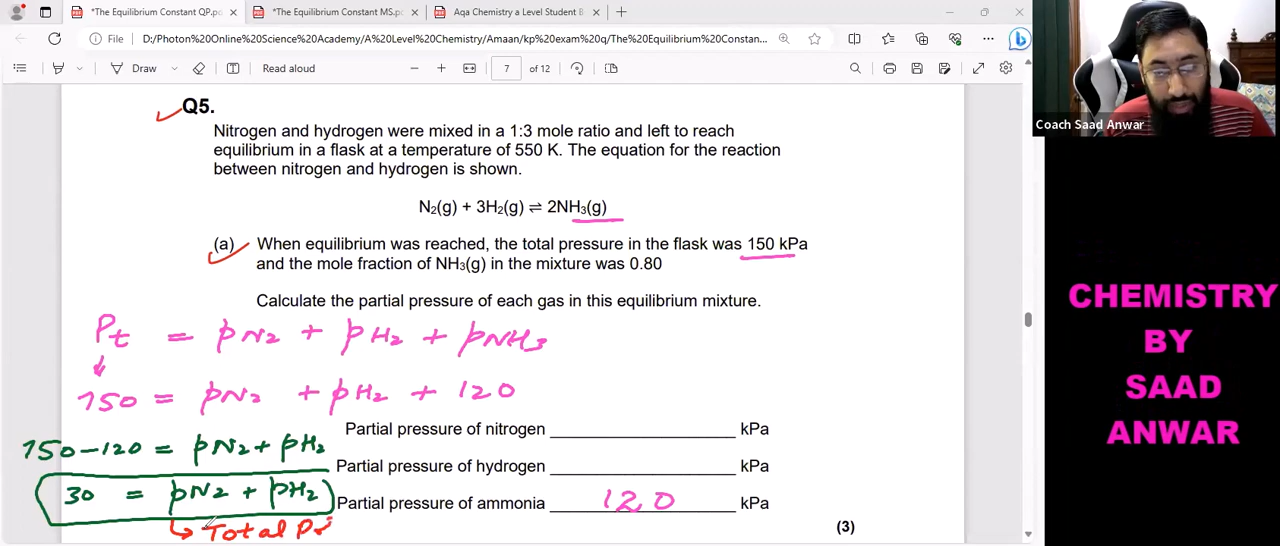 *The Equilibrium Constant QP.pd
*The Equilibrium Constant MS.pd
Aqa Chemistry a Level Student B
File
D:/Photon%20Online%20Science%20Academy/A%20Level%20Chemistry/Amaan/kp%20exam%20q/The%20Equilibrium%20Constan...
Draw
Read aloud
7 of 12
Coach Saad Anwar
Q5.
Nitrogen and hydrogen were mixed in a 1:3 mole ratio and left to reach
equilibrium in a flask at a temperature of 550 K. The equation for the reaction
between nitrogen and hydrogen is shown.
N₂(g) + 3H₂(g) ⇌ 2NH₃(g)
(a) When equilibrium was reached, the total pressure in the flask was 150 kPa
and the mole fraction of NH₃(g) in the mixture was 0.80
Calculate the partial pressure of each gas in this equilibrium mixture.
Pt = pN2 + pH2 + pNH3
150 = pN2 + pH2 + 120
Partial pressure of nitrogen ____________ kPa
150-120 = pN2 + pH2
Partial pressure of hydrogen ____________ kPa
30 = pN2 + pH2
Partial pressure of ammonia 120 kPa
Total Pr
(3)
CHEMISTRY
BY
SAAD
ANWAR